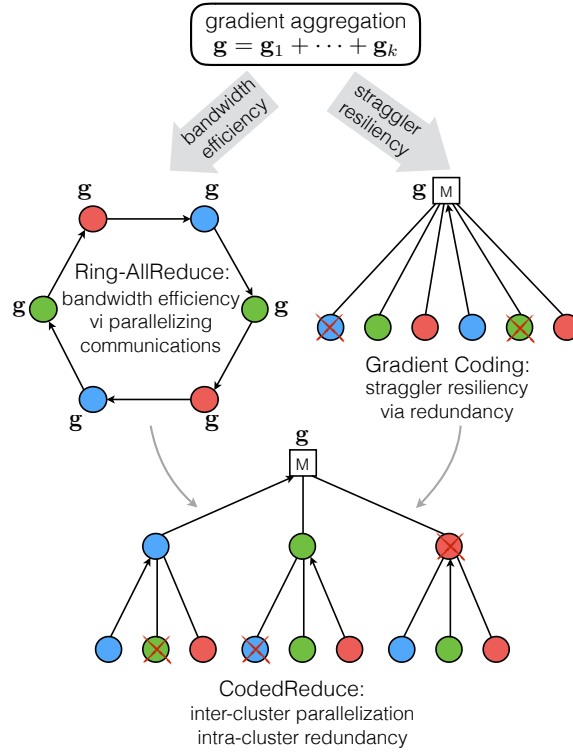 gradient aggregation
g = g₁ + ⋯ + gₖ
bandwidth
efficiency
straggler
resiliency
g
g
g
M
Ring-AllReduce:
bandwidth efficiency
vi parallelizing
communications
g
g
Gradient Coding:
straggler resiliency
via redundancy
g
g
g
M
CodedReduce:
inter-cluster parallelization
intra-cluster redundancy